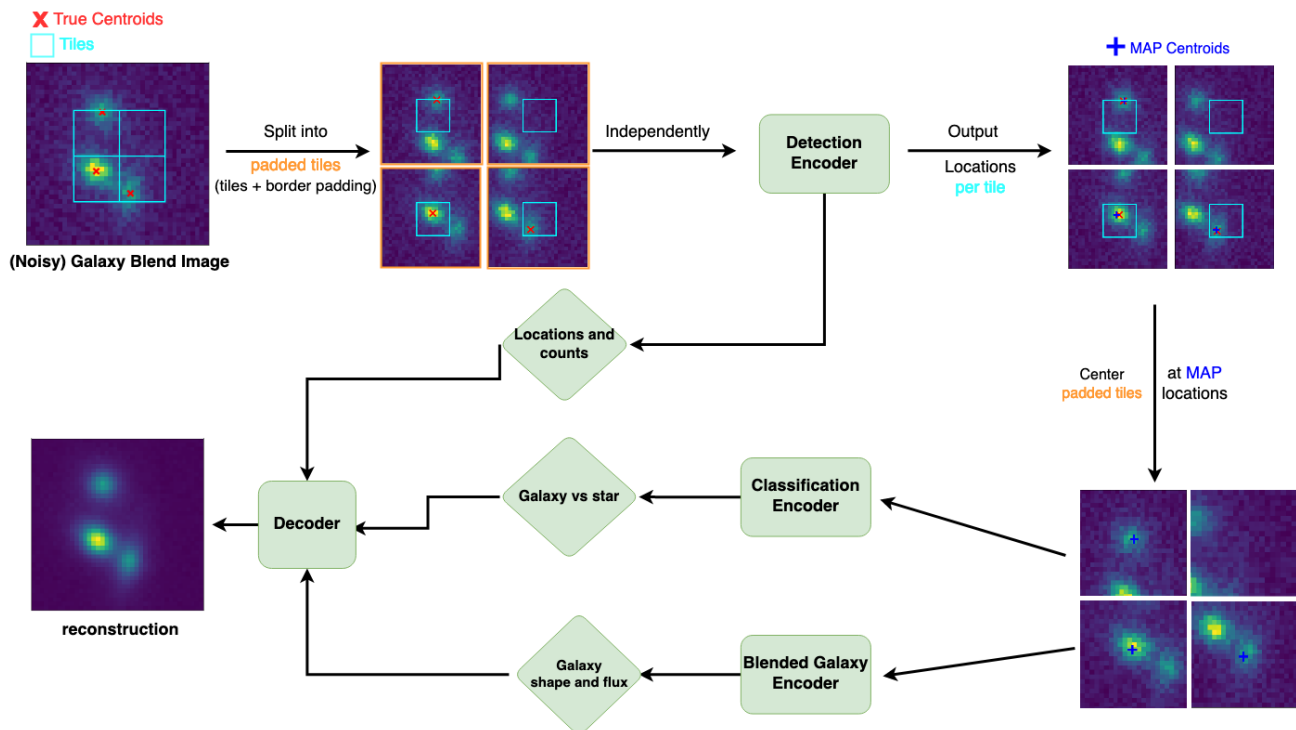 True Centroids
Tiles
(Noisy) Galaxy Blend Image
Split into
padded tiles
(tiles + border padding)
Independently
Detection
Encoder
Output
Locations
per tile
MAP Centroids
Locations and
counts
Center
padded tiles
at MAP
locations
Decoder
Galaxy vs star
Classification
Encoder
reconstruction
Galaxy
shape and flux
Blended Galaxy
Encoder